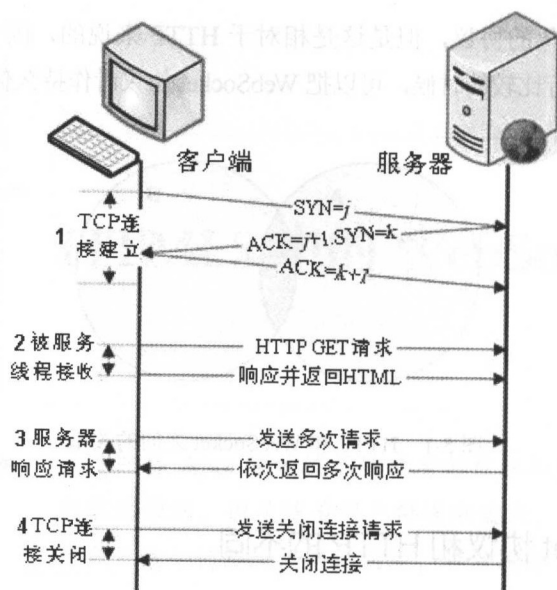 客户端
服务器
SYN=j
1 TCP连
接建立
ACK=j+1.SYN=k
ACK=k+1
2被服务
线程接收
HTTP GET请求
响应并返回HTML
3服务器
响应请求
发送多次请求
依次返回多次响应
4TCP连
接关闭
发送关闭连接请求
关闭连接